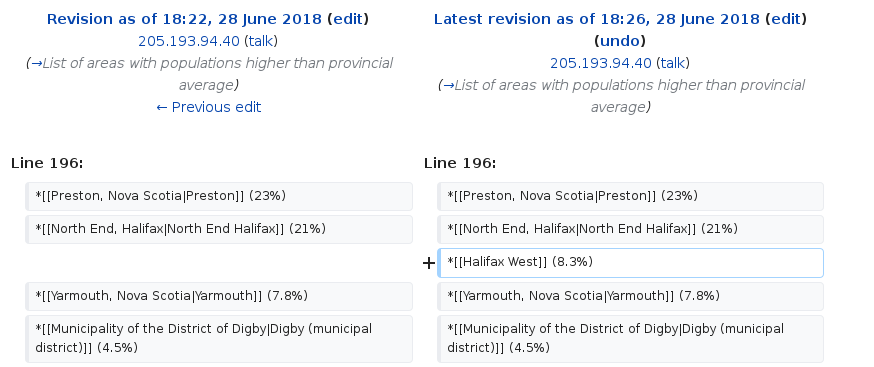 Revision as of 18:22, 28 June 2018 (edit)
205.193.94.40 (talk)
(→List of areas with populations higher than provincial
average)
← Previous edit
Latest revision as of 18:26, 28 June 2018 (edit)
(undo)
205.193.94.40 (talk)
(→List of areas with populations higher than provincial
average)
Line 196:
Line 196:
*[[Preston, Nova Scotia|Preston]] (23%)
*[[Preston, Nova Scotia|Preston]] (23%)
*[[North End, Halifax|North End Halifax]] (21%)
*[[North End, Halifax|North End Halifax]] (21%)
+ *[[Halifax West]] (8.3%)
*[[Yarmouth, Nova Scotia|Yarmouth]] (7.8%)
*[[Yarmouth, Nova Scotia|Yarmouth]] (7.8%)
*[[Municipality of the District of Digby|Digby (municipal
district)]] (4.5%)
*[[Municipality of the District of Digby|Digby (municipal
district)]] (4.5%)